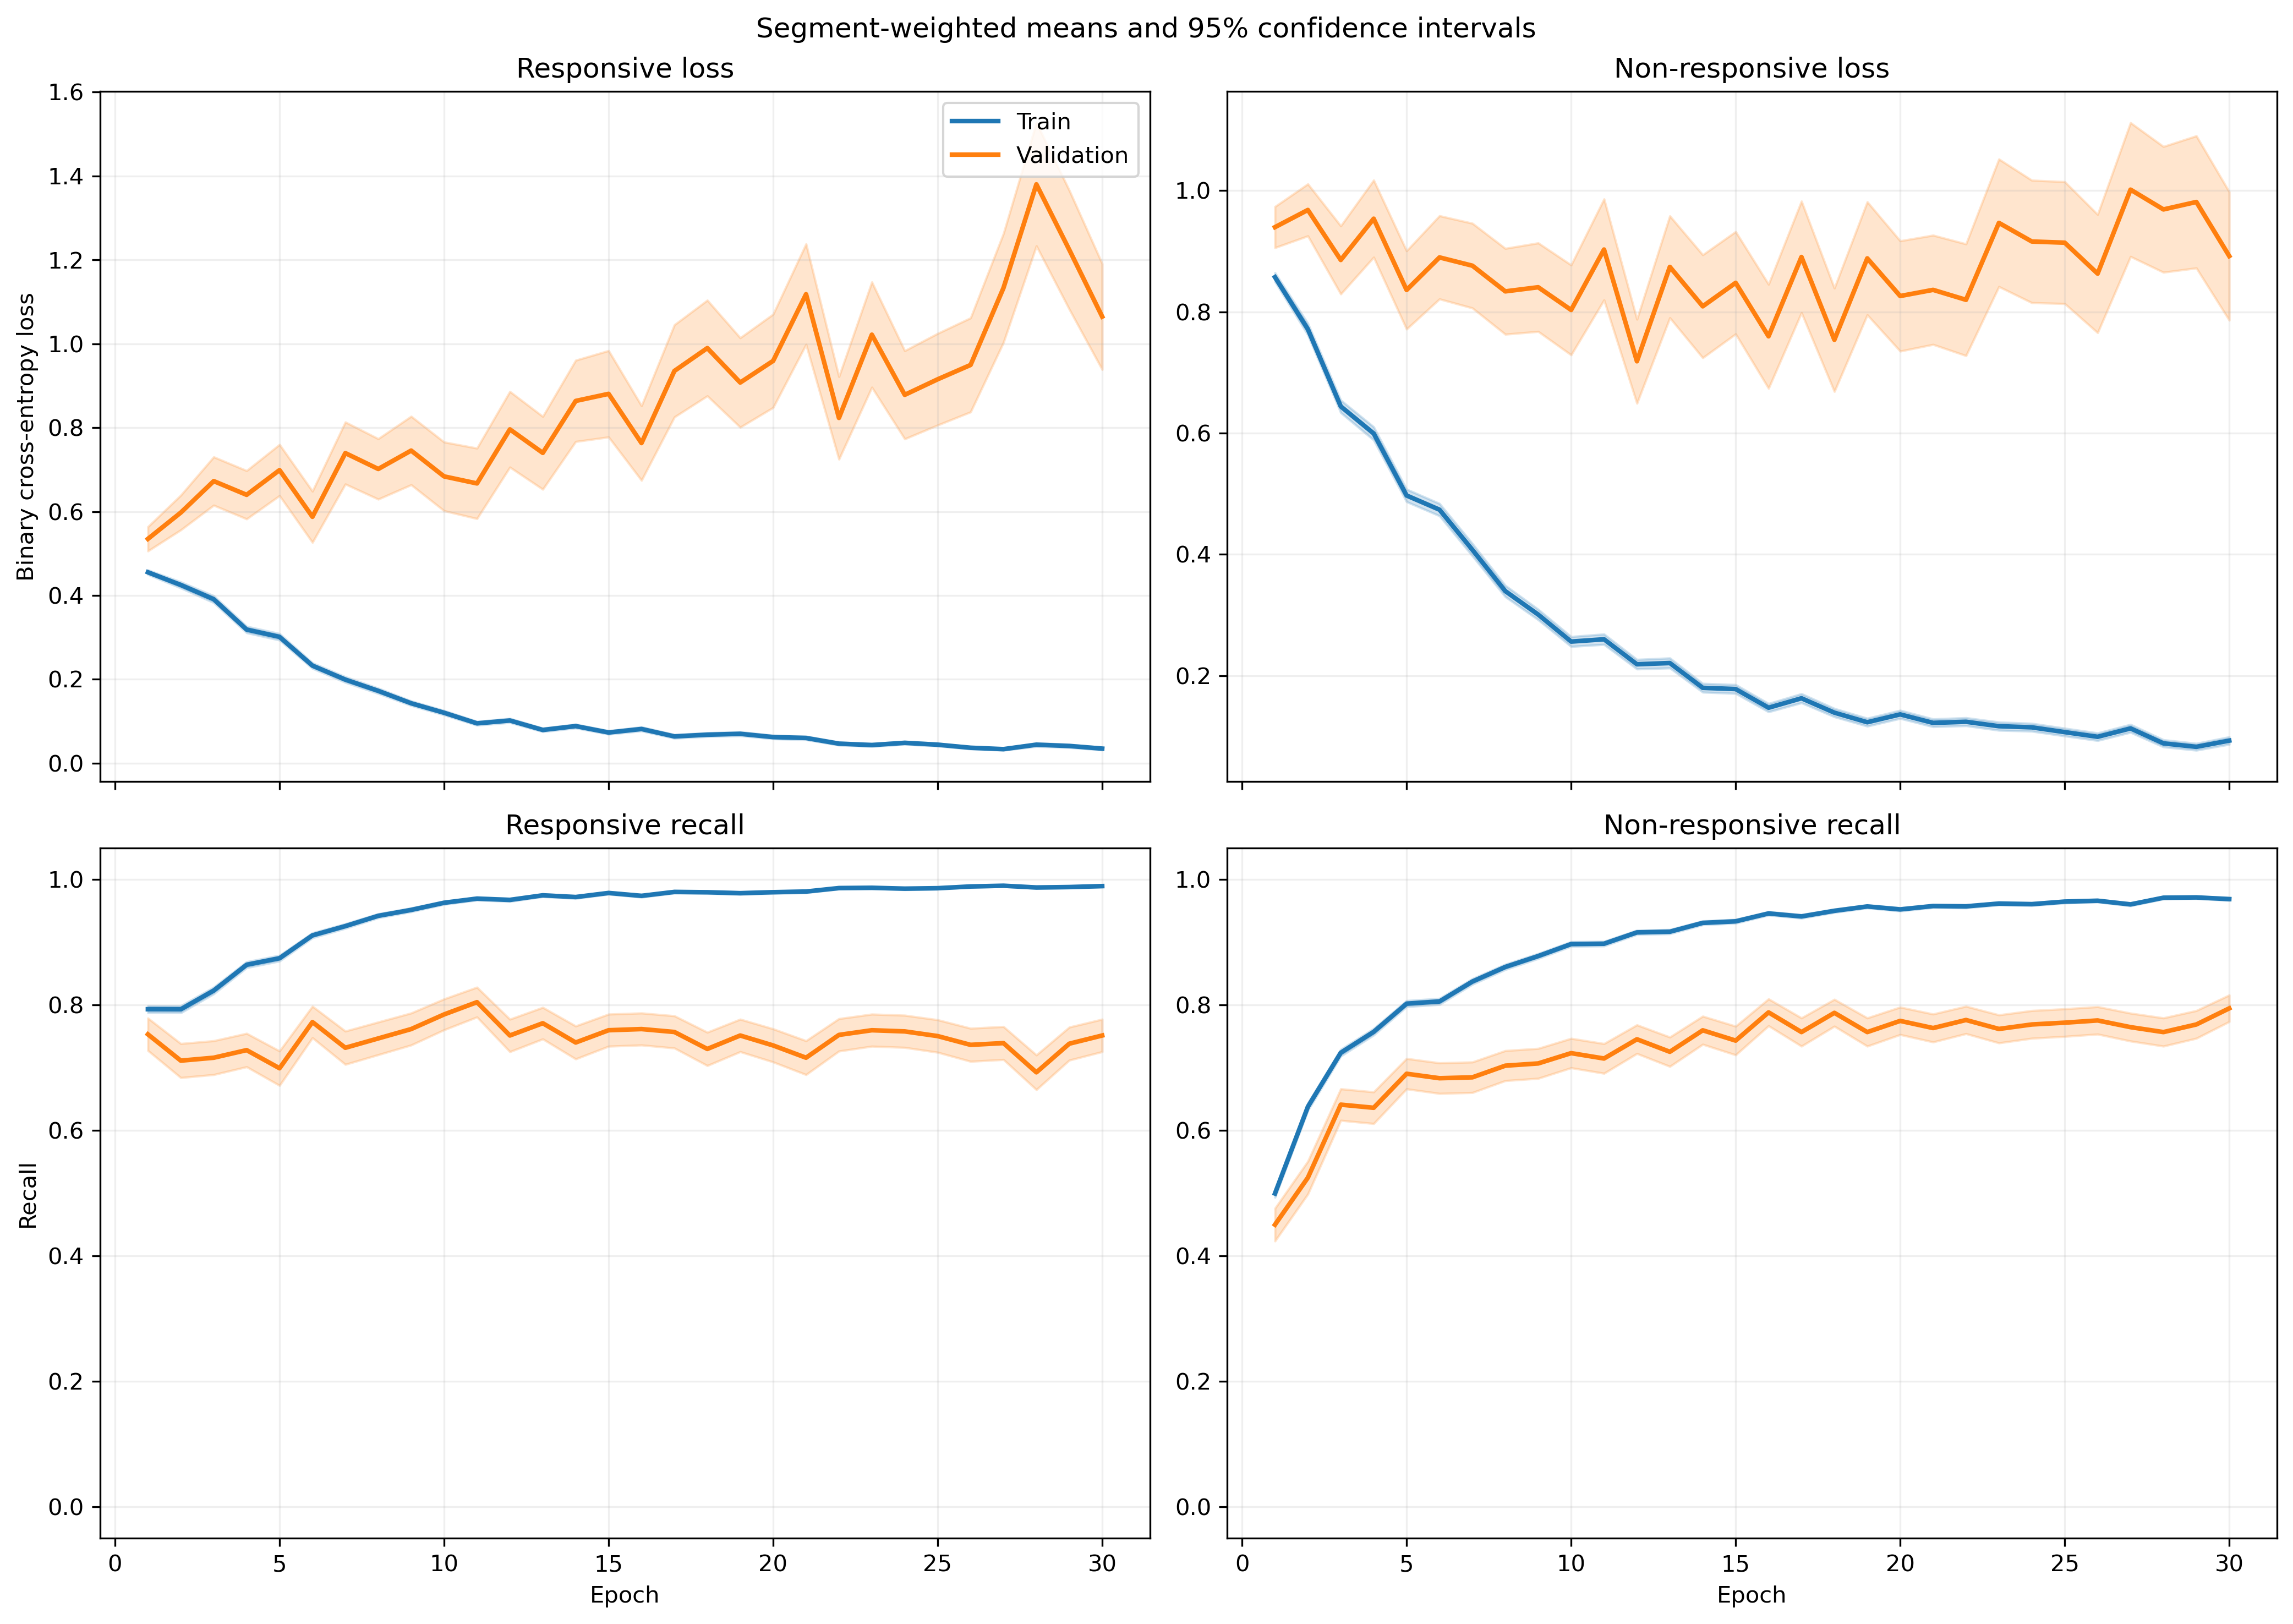 Segment-weighted means and 95% confidence intervals
Responsive loss
Non-responsive loss
Binary cross-entropy loss
1.6
1.4
1.2
1.0
0.8
0.6
0.4
0.2
0.0
Train
Validation
1.0
0.8
0.6
0.4
0.2
Responsive recall
Non-responsive recall
Recall
1.0
0.8
0.6
0.4
0.2
0.0
0 5 10 15 20 25 30
Epoch
1.0
0.8
0.6
0.4
0.2
0.0
0 5 10 15 20 25 30
Epoch